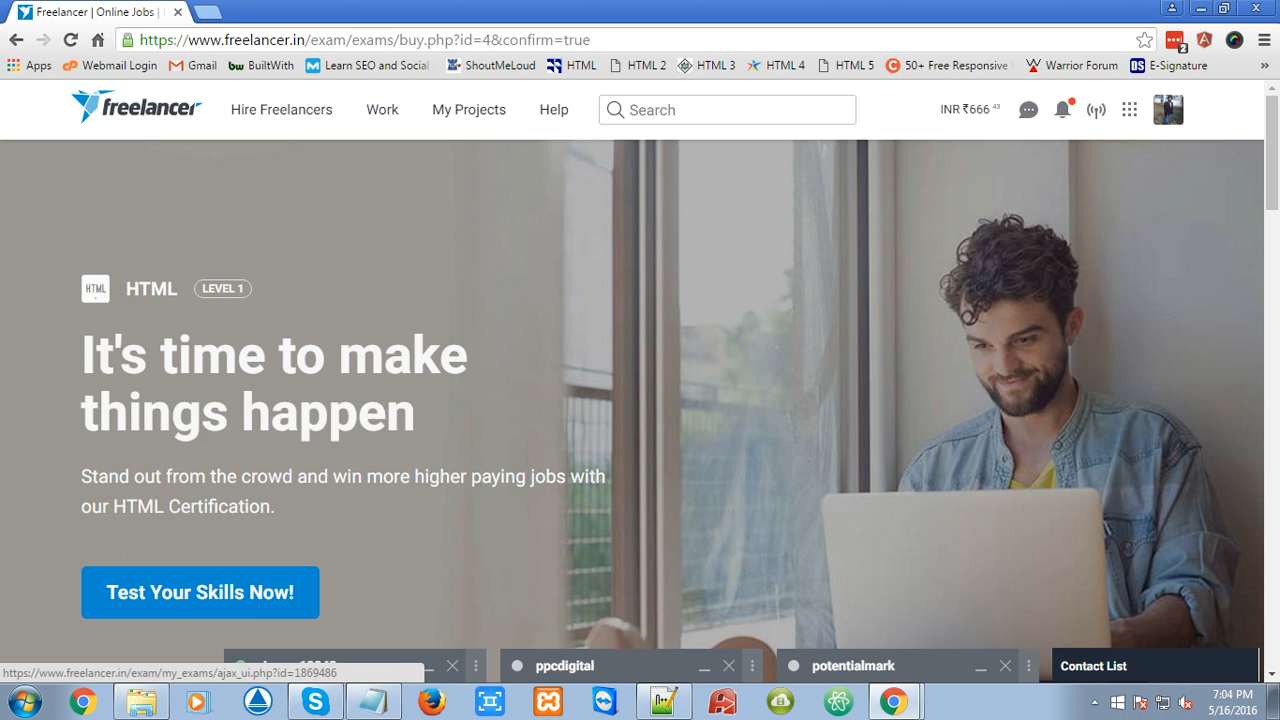 Freelancer | Online Jobs |
https://www.freelancer.in/exam/exams/buy.php?id=4&confirm=true
Apps Webmail Login Gmail bw BuiltWith M Learn SEO and Social ShoutMeLoud HTML HTML 2 HTML 3 HTML 4 HTML 5 C 50+ Free Responsive W Warrior Forum DS E-Signature »
freelancer Hire Freelancers Work My Projects Help Search INR ₹666 43
HTML HTML LEVEL 1
It's time to make
things happen
Stand out from the crowd and win more higher paying jobs with
our HTML Certification.
Test Your Skills Now!
ppcdigital potentialmark Contact List
https://www.freelancer.in/exam/my_exams/ajax_ui.php?id=1869486
7:04 PM
5/16/2016